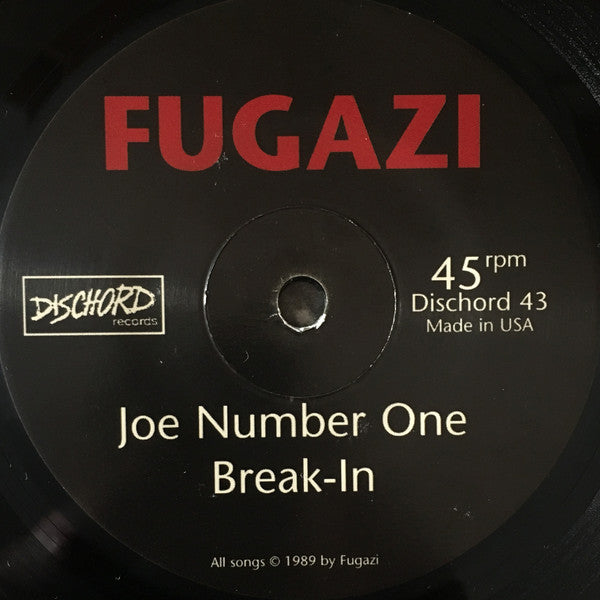 FUGAZI
DISCHORD
records
45 rpm
Dischord 43
Made in USA
Joe Number One
Break-In
All songs © 1989 by Fugazi